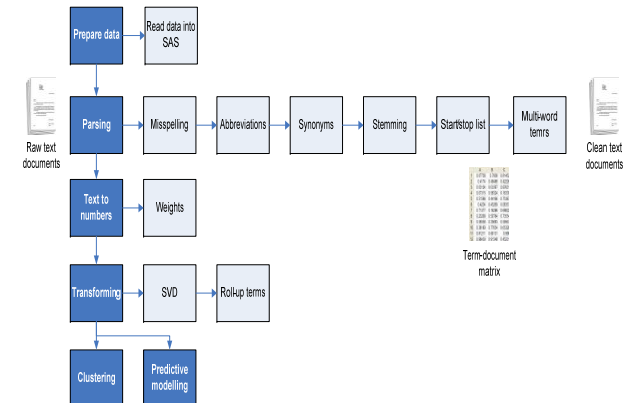 Prepare data
Read data into
SAS
Raw text
documents
Parsing
Misspelling
Abbreviations
Synonyms
Stemming
Start/stop list
Multi-word
temrs
Clean text
documents
Text to
numbers
Weights
Term-document
matrix
Transforming
SVD
Roll-up terms
Clustering
Predictive
modelling